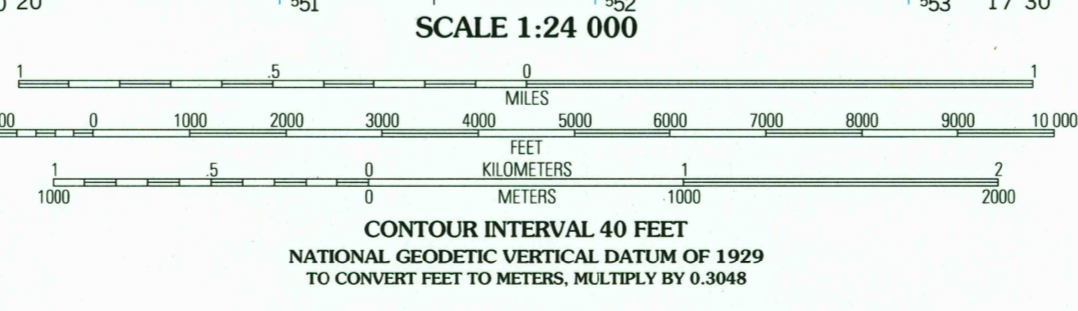 20 ⁵51 ⁵52 ⁵53 17 30
SCALE 1:24 000
1 .5 0 1
MILES
0 1000 2000 3000 4000 5000 6000 7000 8000 9000 10 000
FEET
1 .5 0 KILOMETERS 1 2
1000 0 METERS 1000 2000
CONTOUR INTERVAL 40 FEET
NATIONAL GEODETIC VERTICAL DATUM OF 1929
TO CONVERT FEET TO METERS, MULTIPLY BY 0.3048